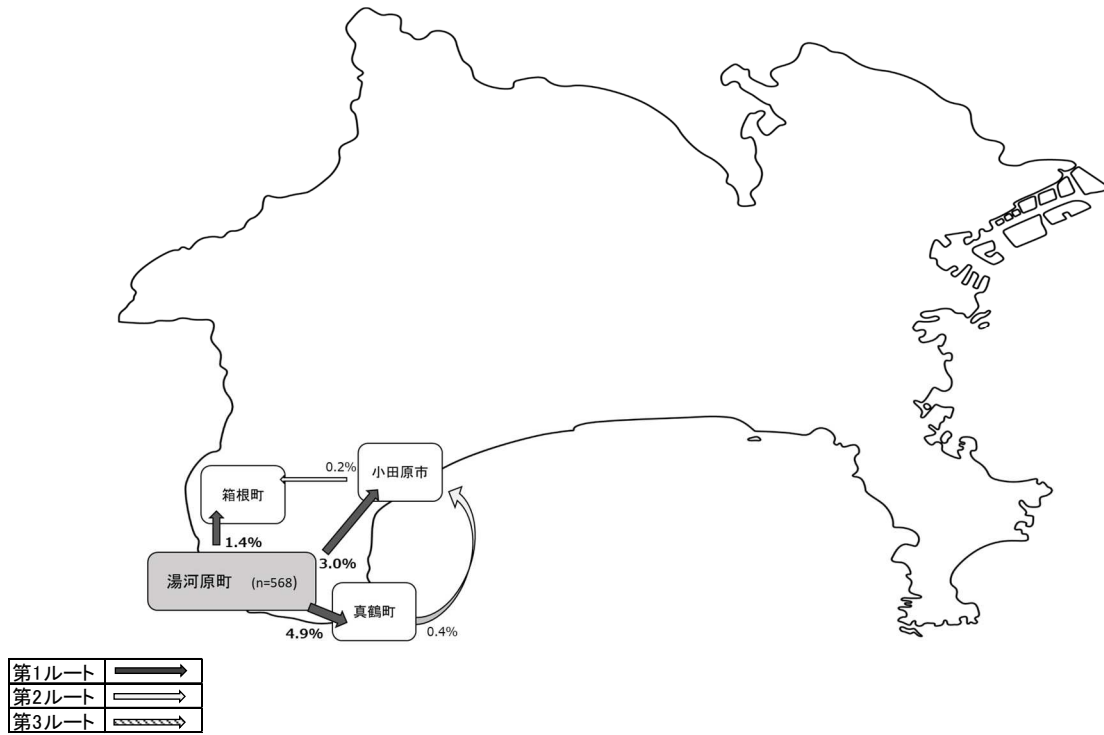 0.2%
小田原市
箱根町
1.4%
3.0%
湯河原町 (n=568)
真鶴町
4.9%
0.4%
第1ルート
第2ルート
第3ルート